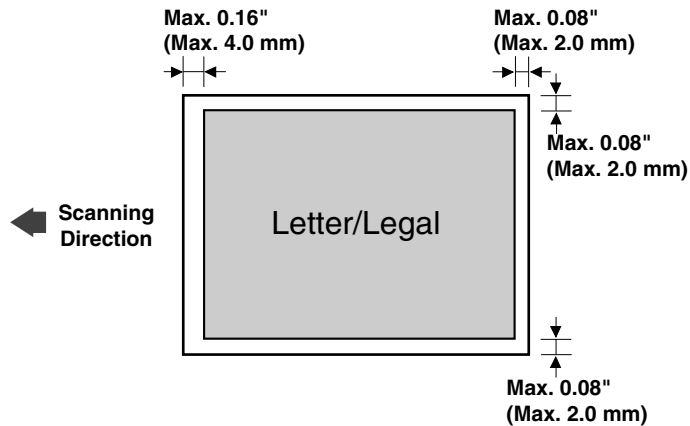 Max. 0.16"
(Max. 4.0 mm)
Max. 0.08"
(Max. 2.0 mm)
Max. 0.08"
(Max. 2.0 mm)
Scanning
Direction
Letter/Legal
Max. 0.08"
(Max. 2.0 mm)